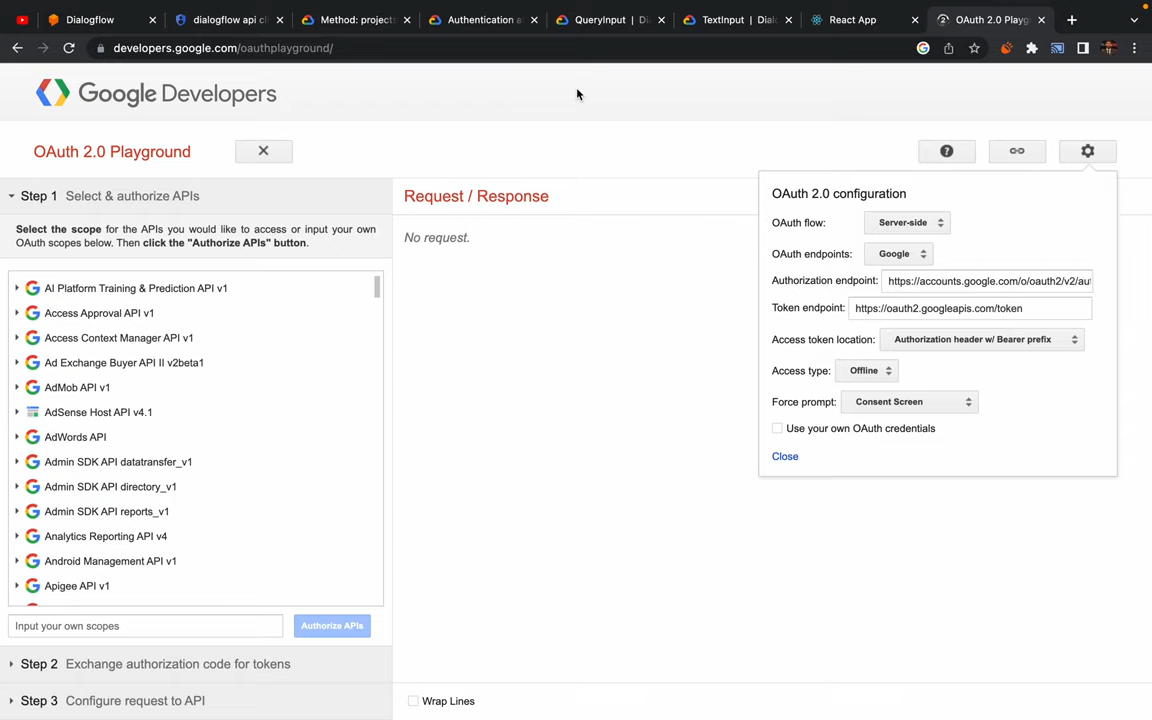 Dialogflow
dialogflow api cl
Method: projects
Authentication a
QueryInput | Di
TextInput | Dial
React App
OAuth 2.0 Playg
developers.google.com/oauthplayground/
Google Developers
OAuth 2.0 Playground
Step 1 Select & authorize APIs
Select the scope for the APIs you would like to access or input your own
OAuth scopes below. Then click the "Authorize APIs" button.
AI Platform Training & Prediction API v1
Access Approval API v1
Access Context Manager API v1
Ad Exchange Buyer API II v2beta1
AdMob API v1
AdSense Host API v4.1
AdWords API
Admin SDK API datatransfer_v1
Admin SDK API directory_v1
Admin SDK API reports_v1
Analytics Reporting API v4
Android Management API v1
Apigee API v1
Input your own scopes
Authorize APIs
Step 2 Exchange authorization code for tokens
Step 3 Configure request to API
Request / Response
No request.
Wrap Lines
OAuth 2.0 configuration
OAuth flow: Server-side
OAuth endpoints: Google
Authorization endpoint: https://accounts.google.com/o/oauth2/v2/au
Token endpoint: https://oauth2.googleapis.com/token
Access token location: Authorization header w/ Bearer prefix
Access type: Offline
Force prompt: Consent Screen
Use your own OAuth credentials
Close